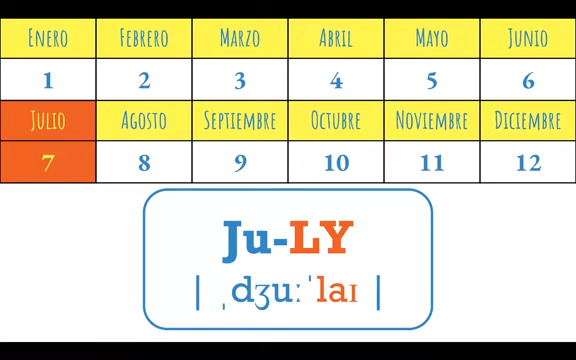 ENERO FEBRERO MARZO ABRIL MAYO JUNIO
1 2 3 4 5 6
JULIO AGOSTO SEPTIEMBRE OCTUBRE NOVIEMBRE DICIEMBRE
7 8 9 10 11 12
Ju-LY
| ˌdʒuːˈlaɪ |